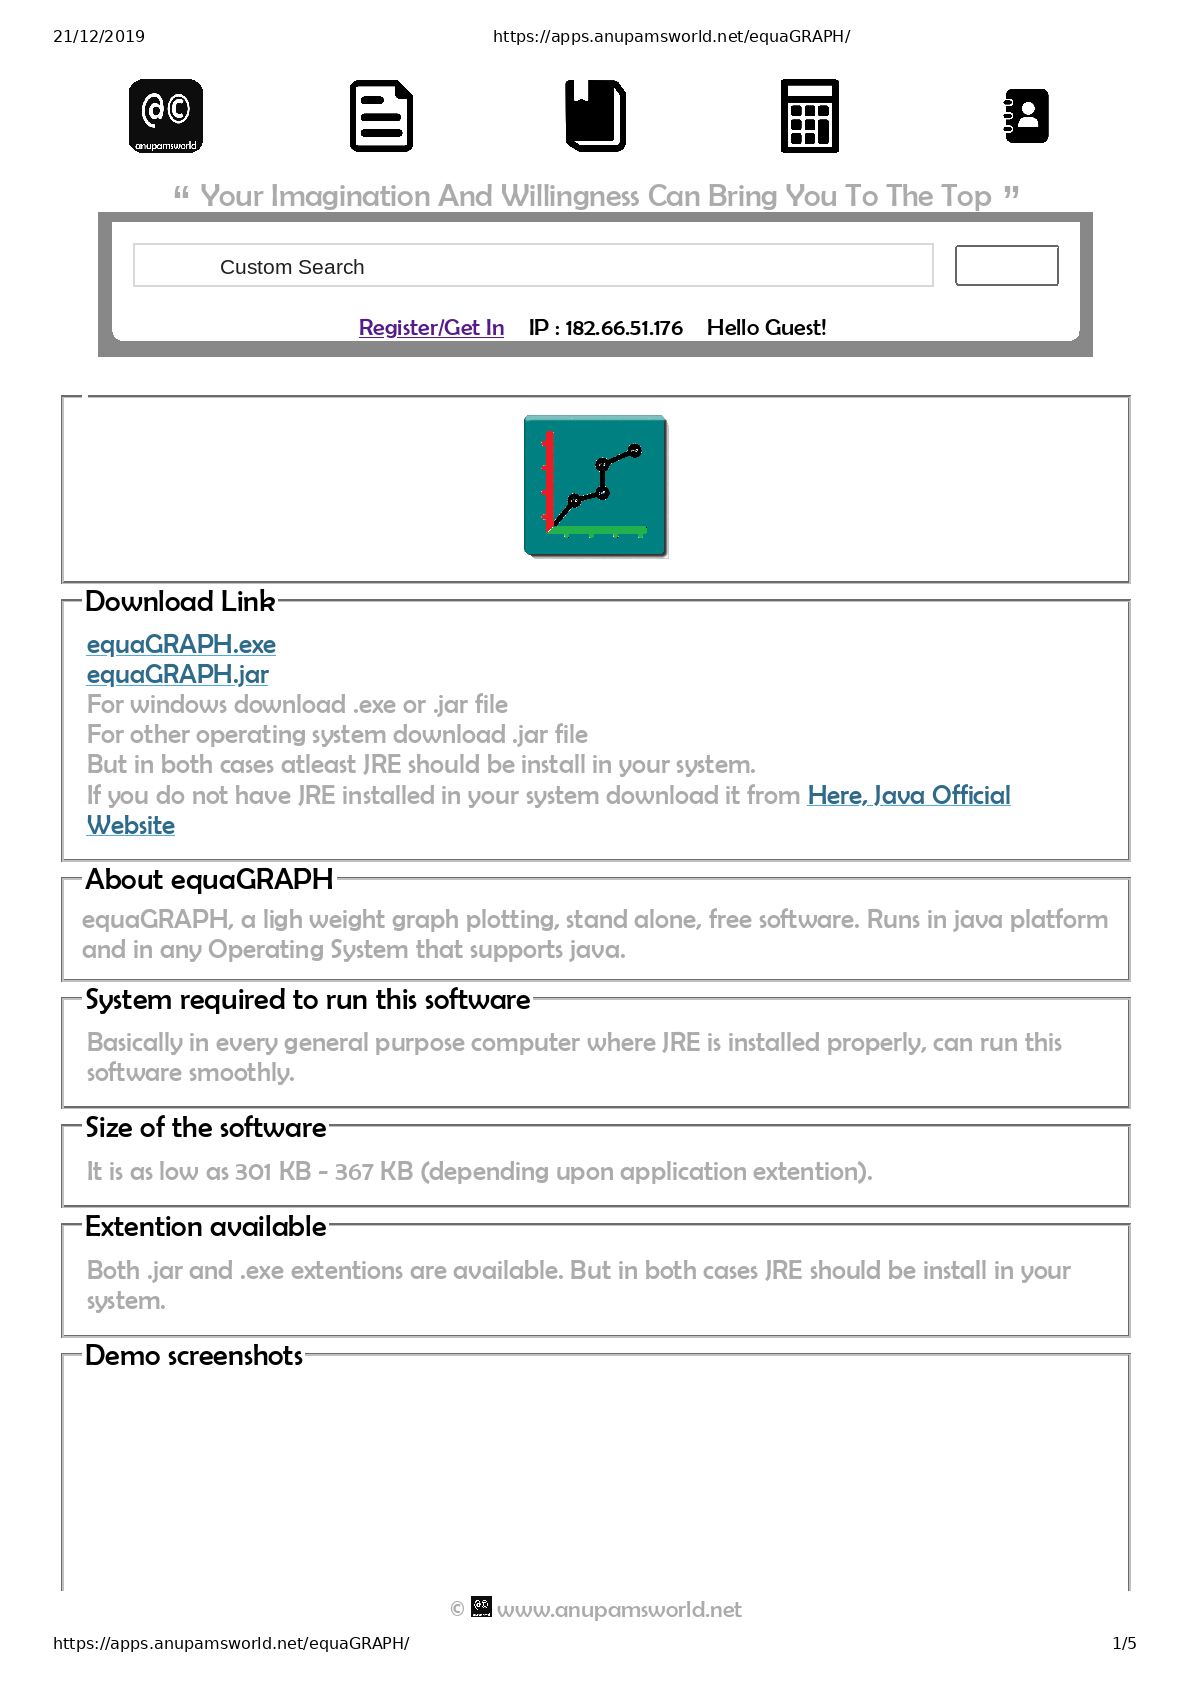 21/12/2019 https://apps.anupamsworld.net/equaGRAPH/
@©
anupamsworld
“ Your Imagination And Willingness Can Bring You To The Top ”
Custom Search
Register/Get In IP : 182.66.51.176 Hello Guest!
Download Link
equaGRAPH.exe
equaGRAPH.jar
For windows download .exe or .jar file
For other operating system download .jar file
But in both cases atleast JRE should be install in your system.
If you do not have JRE installed in your system download it from Here, Java Official
Website
About equaGRAPH
equaGRAPH, a ligh weight graph plotting, stand alone, free software. Runs in java platform
and in any Operating System that supports java.
System required to run this software
Basically in every general purpose computer where JRE is installed properly, can run this
software smoothly.
Size of the software
It is as low as 301 KB - 367 KB (depending upon application extention).
Extention available
Both .jar and .exe extentions are available. But in both cases JRE should be install in your
system.
Demo screenshots
© @© www.anupamsworld.net
https://apps.anupamsworld.net/equaGRAPH/ 1/5